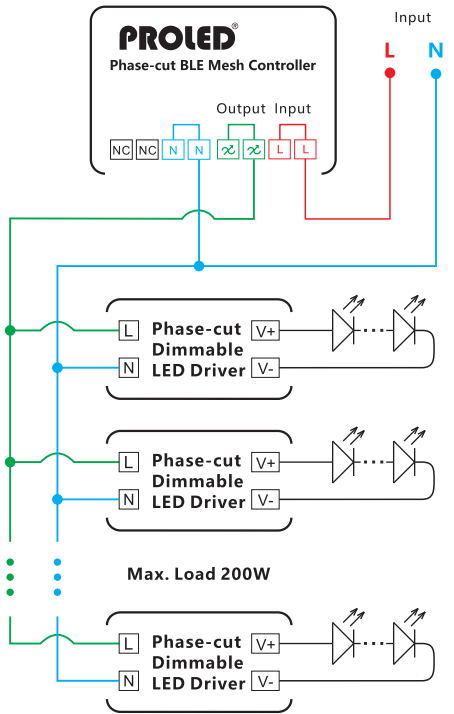 Input
L N
PROLED®
Phase-cut BLE Mesh Controller
Output Input
NC NC N N L L
L Phase-cut V+
Dimmable
N LED Driver V-
L Phase-cut V+
Dimmable
N LED Driver V-
Max. Load 200W
L Phase-cut V+
Dimmable
N LED Driver V-